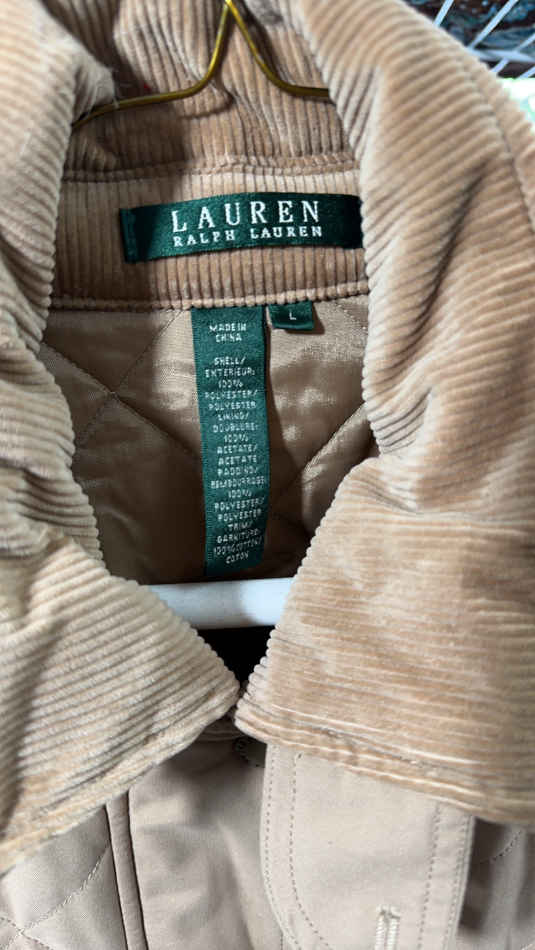 LAUREN
RALPH LAUREN
L
MADE IN
CHINA
SHELL/
EXTERIEUR:
100%
POLYESTER/
POLYESTER
LINING/
DOUBLURE:
100%
ACETATE/
ACETATE
PADDING/
REMBOURRAGE:
100%
POLYESTER/
POLYESTER
TRIM/
GARNITURE:
100% COTTON/
COTON